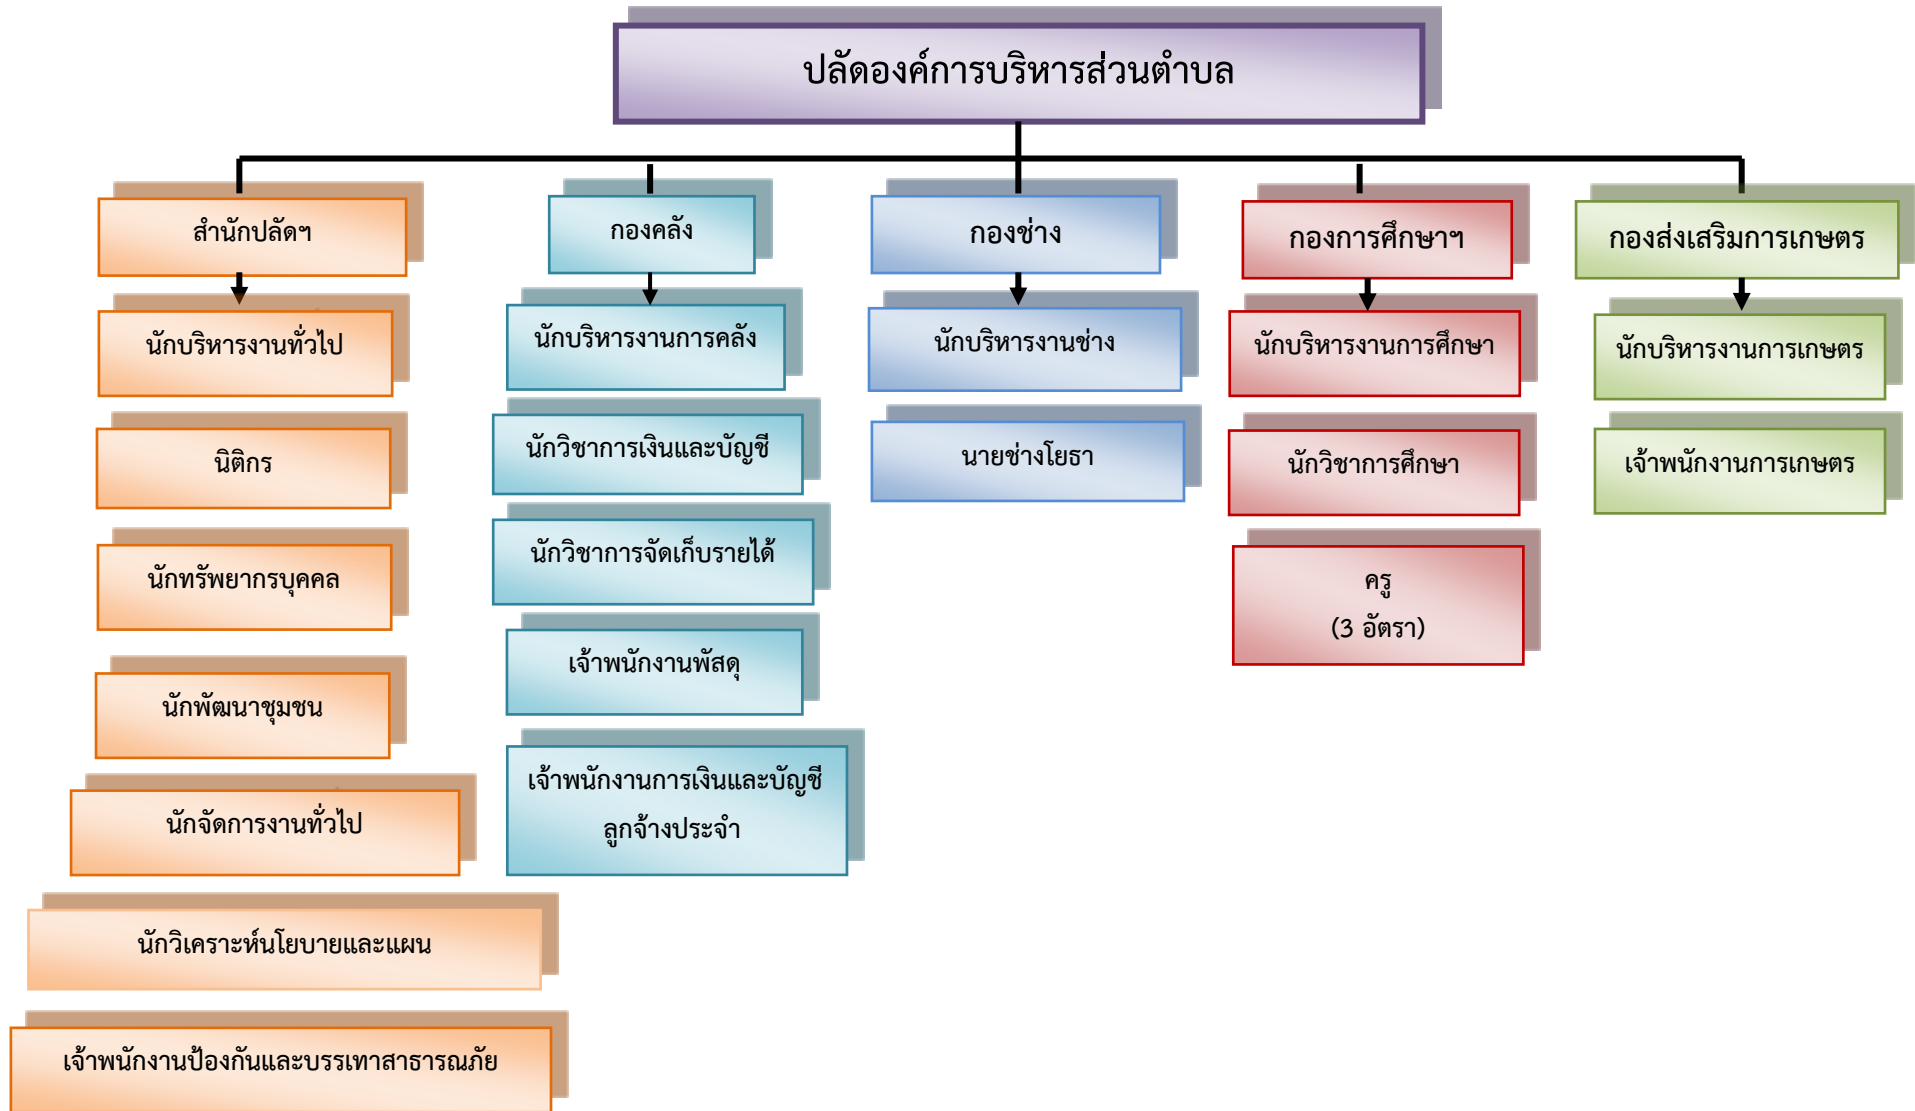 ปลัดองค์การบริหารส่วนตำบล
สำนักปลัดฯ
นักบริหารงานทั่วไป
นิติกร
นักทรัพยากรบุคคล
นักพัฒนาชุมชน
นักจัดการงานทั่วไป
นักวิเคราะห์นโยบายและแผน
เจ้าพนักงานป้องกันและบรรเทาสาธารณภัย
กองคลัง
นักบริหารงานการคลัง
นักวิชาการเงินและบัญชี
นักวิชาการจัดเก็บรายได้
เจ้าพนักงานพัสดุ
เจ้าพนักงานการเงินและบัญชี
ลูกจ้างประจำ
กองช่าง
นักบริหารงานช่าง
นายช่างโยธา
กองการศึกษาฯ
นักบริหารงานการศึกษา
นักวิชาการศึกษา
ครู
(3 อัตรา)
กองส่งเสริมการเกษตร
นักบริหารงานการเกษตร
เจ้าพนักงานการเกษตร